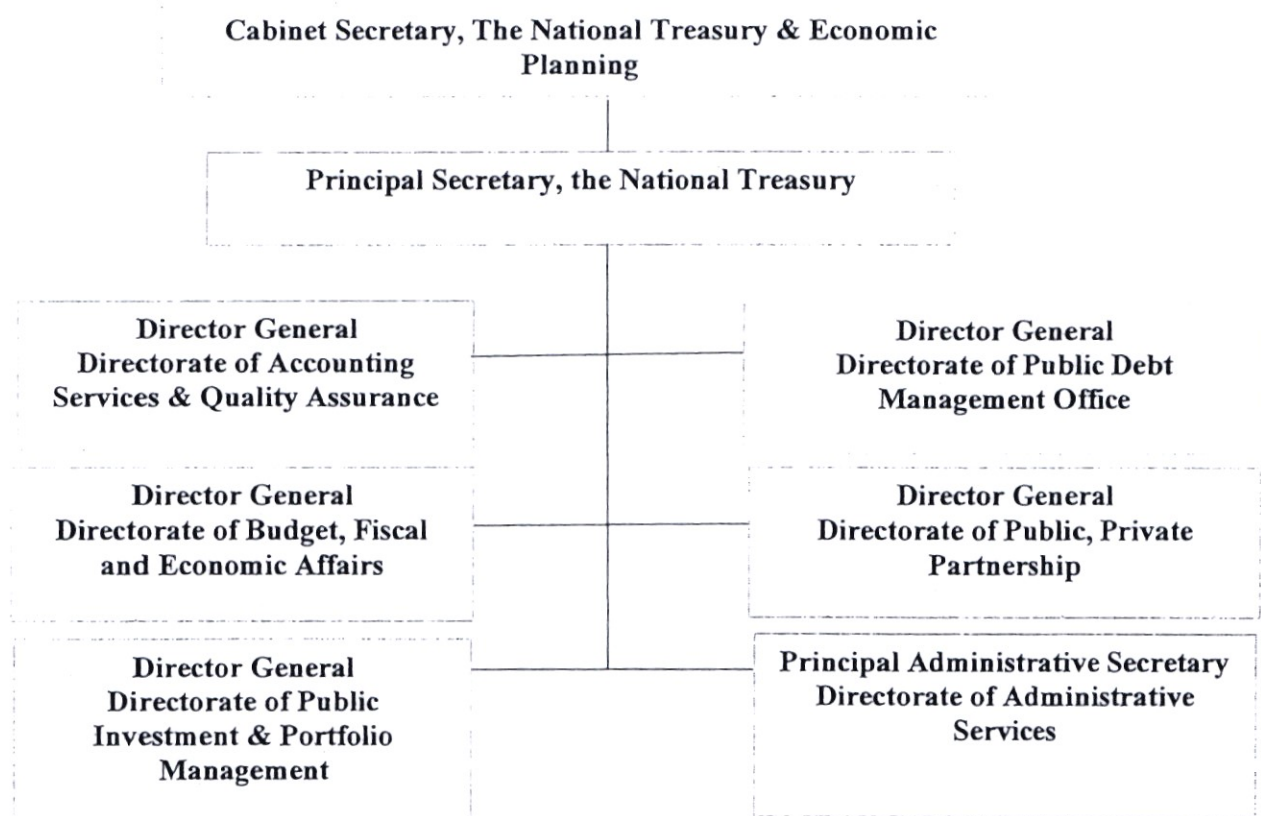 Cabinet Secretary, The National Treasury & Economic
Planning
Principal Secretary, the National Treasury
Director General
Directorate of Accounting
Services & Quality Assurance
Director General
Directorate of Public Debt
Management Office
Director General
Directorate of Budget, Fiscal
and Economic Affairs
Director General
Directorate of Public, Private
Partnership
Director General
Directorate of Public
Investment & Portfolio
Management
Principal Administrative Secretary
Directorate of Administrative
Services